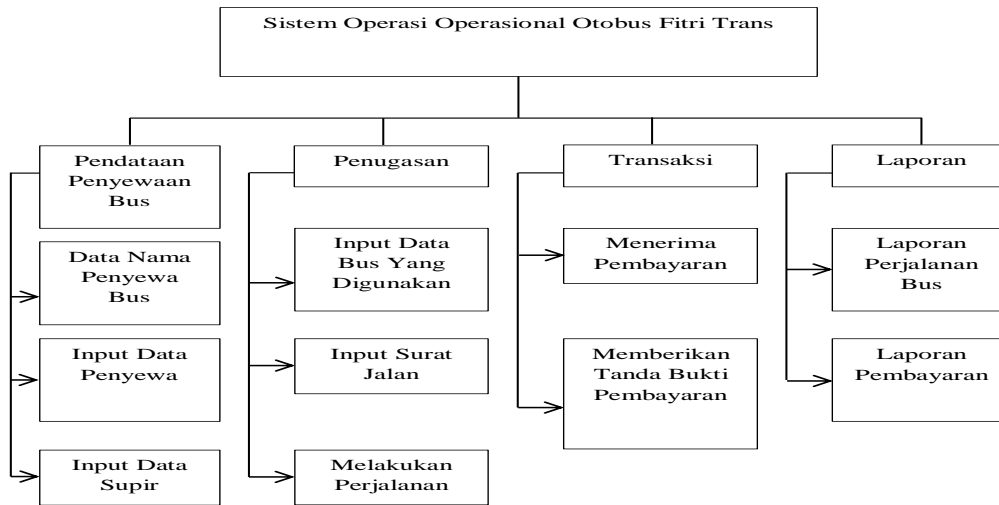 Sistem Operasi Operasional Otobus Fitri Trans
Pendataan
Penyewaan
Bus
Data Nama
Penyewa
Bus
Input Data
Penyewa
Input Data
Supir
Penugasan
Input Data
Bus Yang
Digunakan
Input Surat
Jalan
Melakukan
Perjalanan
Transaksi
Menerima
Pembayaran
Memberikan
Tanda Bukti
Pembayaran
Laporan
Laporan
Perjalanan
Bus
Laporan
Pembayaran